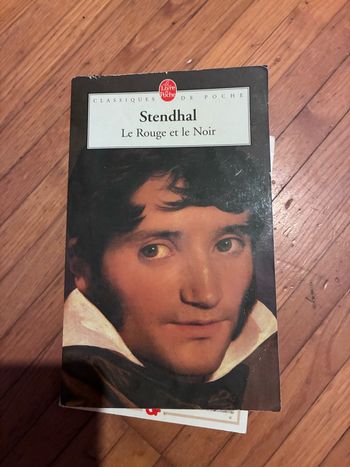 Le Livre
de
Poche
CLASSIQUES DE POCHE
Stendhal
Le Rouge et le Noir